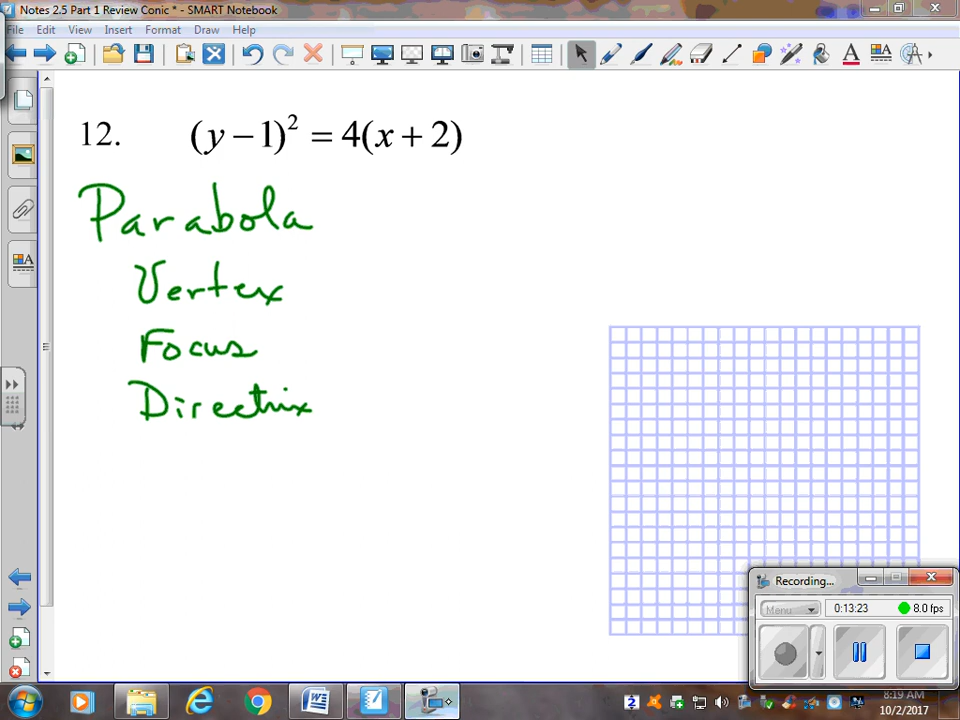 Notes 2.5 Part 1 Review Conic * - SMART Notebook
File Edit View Insert Format Draw Help
12. (y − 1)² = 4(x + 2)
Parabola
Vertex
Focus
Directrix
Recording...
Menu 0:13:23 8.0 fps
8:19 AM
10/2/2017